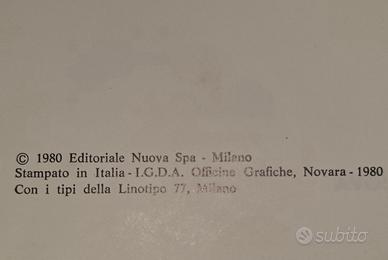 © 1980 Editoriale Nuova Spa - Milano
Stampato in Italia - I.G.D.A. Officine Grafiche, Novara - 1980
Con i tipi della Linotipo 77, Milano
subito